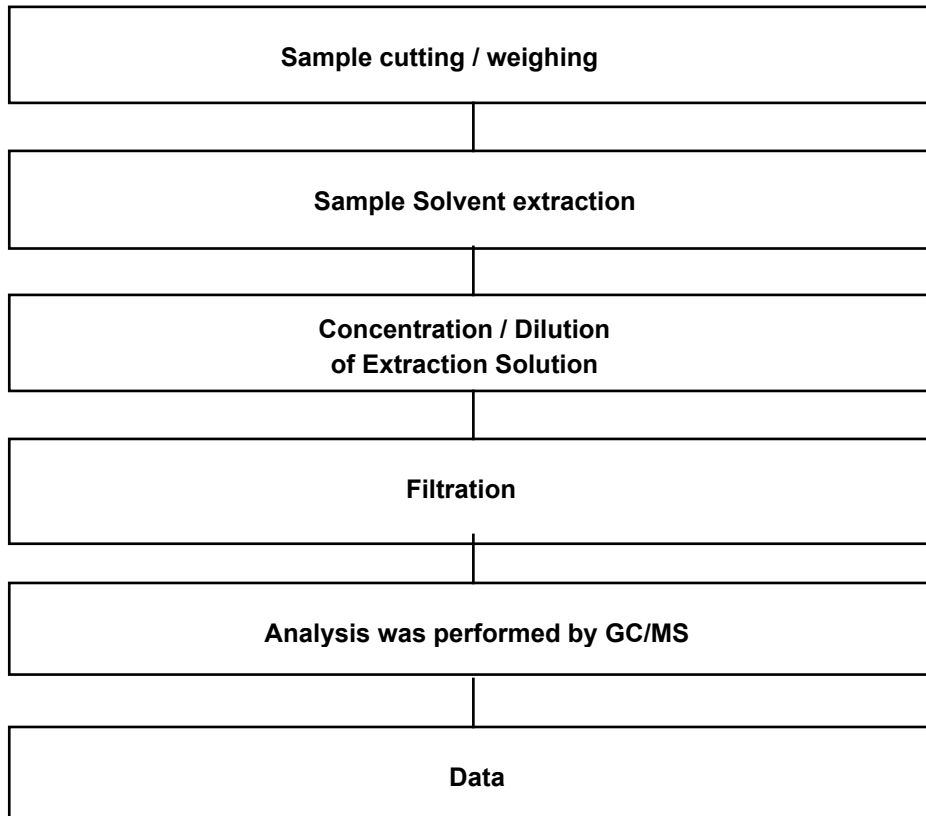 Sample cutting / weighing
Sample Solvent extraction
Concentration / Dilution
of Extraction Solution
Filtration
Analysis was performed by GC/MS
Data